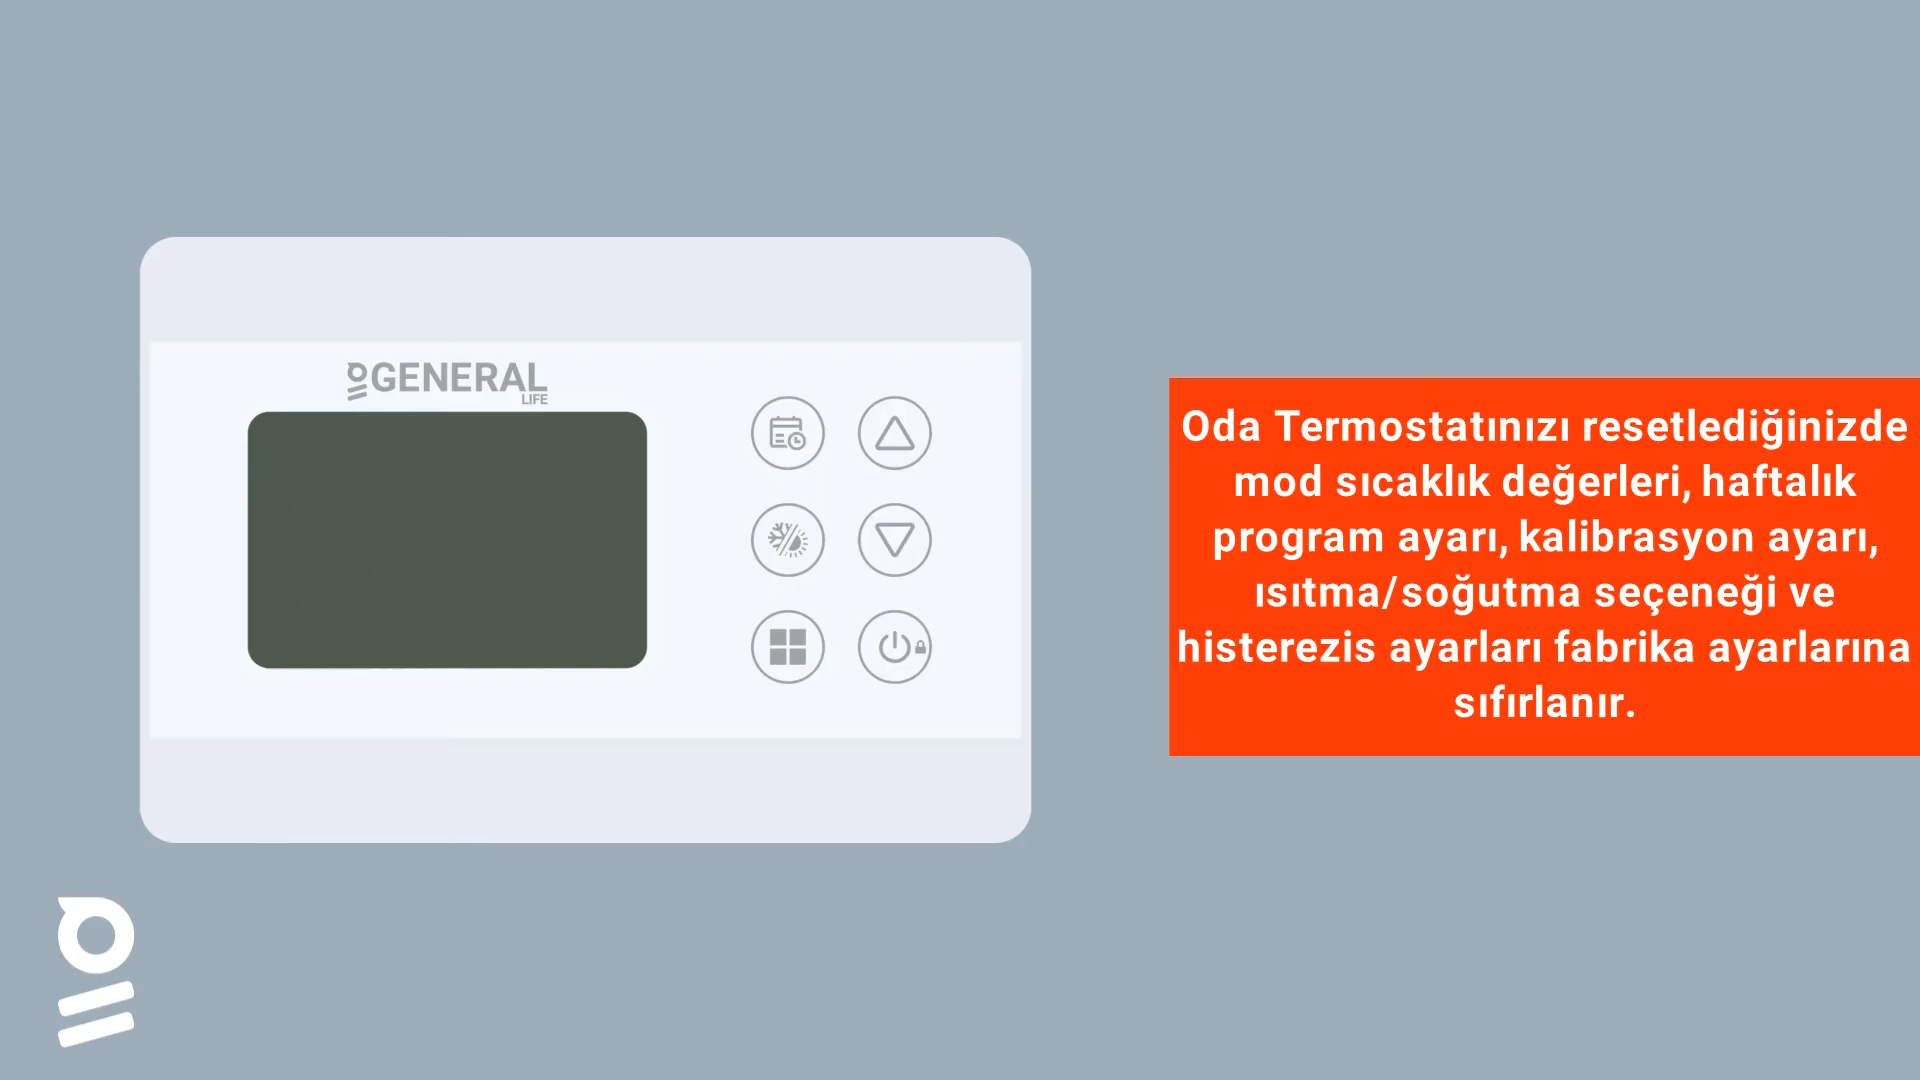 GENERAL
LIFE
Oda Termostatınızı resetlediğinizde
mod sıcaklık değerleri, haftalık
program ayarı, kalibrasyon ayarı,
ısıtma/soğutma seçeneği ve
histerezis ayarları fabrika ayarlarına
sıfırlanır.